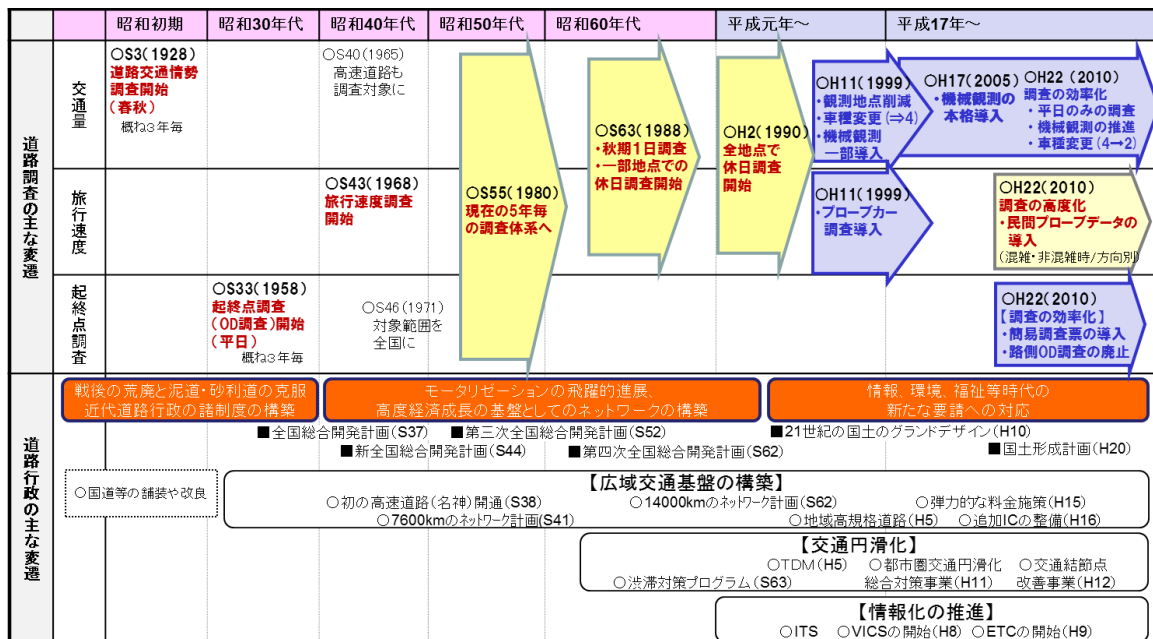 昭和初期
昭和30年代
昭和40年代
昭和50年代
昭和60年代
平成元年～
平成17年～
道路調査の主な変遷
交通量
○S3(1928)
道路交通情勢
調査開始
(春秋)
概ね3年毎
○S40(1965)
高速道路も
調査対象に
○S55(1980)
現在の5年毎
の調査体系へ
○S63(1988)
・秋期1日調査
・一部地点での
休日調査開始
○H2(1990)
全地点で
休日調査
開始
○H11(1999)
・観測地点削減
・車種変更(⇒4)
・機械観測
一部導入
○H17(2005)
・機械観測の
本格導入
○H22 (2010)
調査の効率化
・平日のみの調査
・機械観測の推進
・車種変更(4→2)
旅行速度
○S43(1968)
旅行速度調査
開始
○H11(1999)
・プローブカー
調査導入
○H22(2010)
調査の高度化
・民間プローブデータの
導入
(混雑・非混雑時/方向別)
起終点調査
○S33(1958)
起終点調査
(OD調査)開始
(平日)
概ね3年毎
○S46(1971)
対象範囲を
全国に
○H22(2010)
【調査の効率化】
・簡易調査票の導入
・路側OD調査の廃止
道路行政の主な変遷
戦後の荒廃と泥道・砂利道の克服
近代道路行政の諸制度の構築
モータリゼーションの飛躍的進展、
高度経済成長の基盤としてのネットワークの構築
情報、環境、福祉等時代の
新たな要請への対応
■全国総合開発計画(S37)
■第三次全国総合開発計画(S52)
■21世紀の国土のグランドデザイン(H10)
■新全国総合開発計画(S44)
■第四次全国総合開発計画(S62)
■国土形成計画(H20)
○国道等の舗装や改良
【広域交通基盤の構築】
○初の高速道路(名神)開通(S38)
○14000kmのネットワーク計画(S62)
○弾力的な料金施策(H15)
○7600kmのネットワーク計画(S41)
○地域高規格道路(H5)
○追加ICの整備(H16)
【交通円滑化】
○TDM(H5)
○都市圏交通円滑化
総合対策事業(H11)
○交通結節点
改善事業(H12)
○渋滞対策プログラム(S63)
【情報化の推進】
○ITS
○VICSの開始(H8)
○ETCの開始(H9)